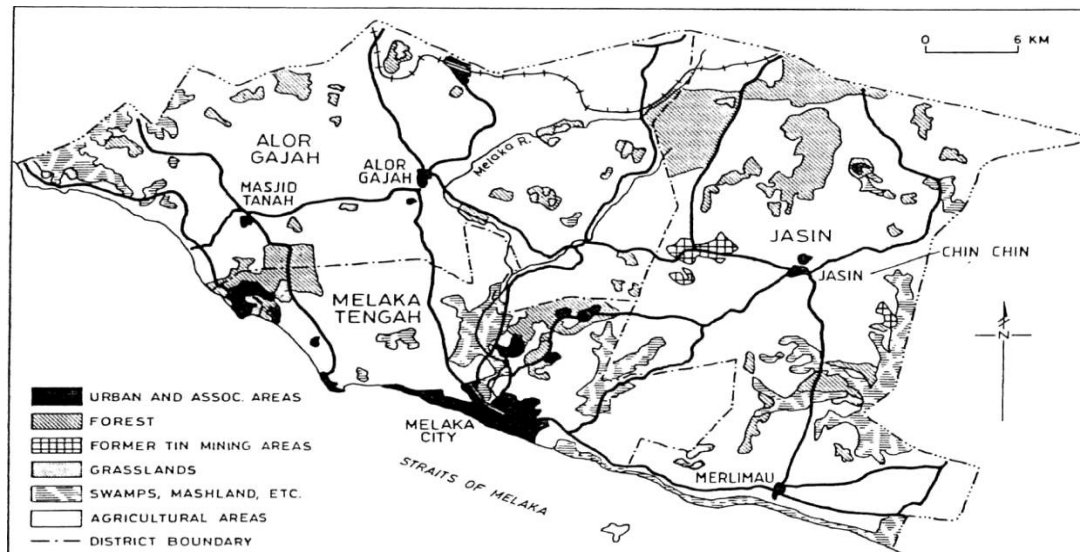 0 6 KM
ALOR
GAJAH
ALOR
GAJAH
Melaka R.
MASJID
TANAH
JASIN
CHIN CHIN
JASIN
MELAKA
TENGAH
N
MELAKA
CITY
STRAITS OF MELAKA
MERLIMAU
URBAN AND ASSOC. AREAS
FOREST
FORMER TIN MINING AREAS
GRASSLANDS
SWAMPS, MASHLAND, ETC.
AGRICULTURAL AREAS
DISTRICT BOUNDARY